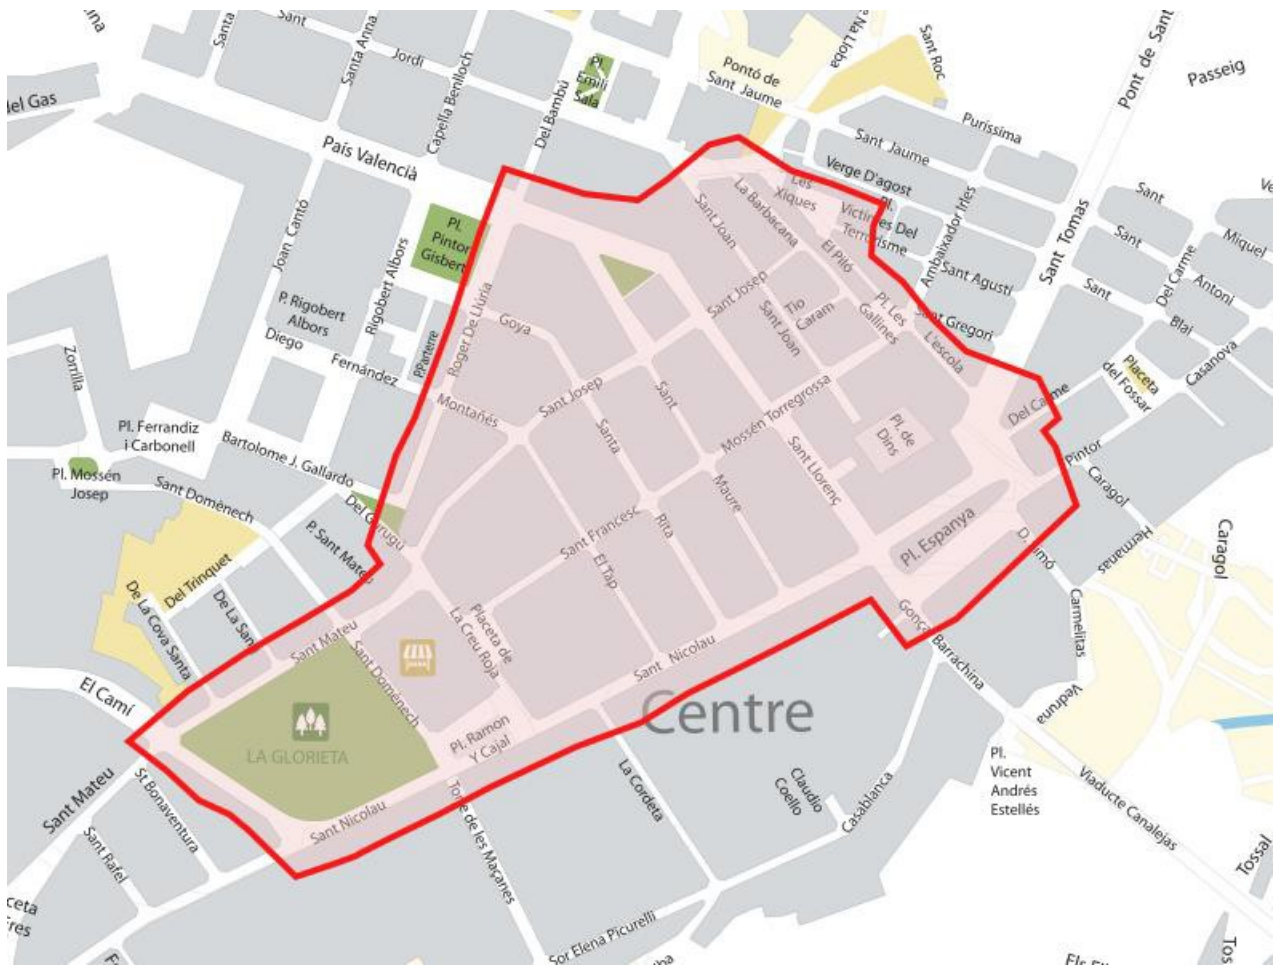 Sant
Jordi
Santa
Santa Anna
Capella Benlloch
Del Bambú
Pl.
Emili
Sala
Pontó de
Sant Jaume
Na Lloba
Sant Roc
Pont de Sant
Passeig
del Gas
País Valencià
Puríssima
Sant Jaume
Verge D'agost
Les
Xiques
Pl.
Víctimes Del
Terrorisme
Ambaixador Irles
Sant Tomas
Sant
Sant
Sant
Miquel
Antoni
Blai
Del Carme
Casanova
Joan Cantó
Rigobert Albors
Pl.
Pintor
Gisbert
La Barbacana
Sant Joan
El Piló
Sant Agustí
Sant Gregori
Pl. Les
Gallines
L'escola
Sant Josep
Tio
Caram
Sant Joan
P. Rigobert
Albors
Diego
Fernández
P.Parterre
Roger De Llúria
Goya
Zorrilla
Placeta
del Fossar
Del Carme
Montañés
Sant Josep
Sant
Maure
Mossén Torregrossa
Pl. de
Dins
Pl. Ferrandiz
i Carbonell
Bartolome J. Gallardo
Santa
Rita
Sant Llorenç
Pintor
Caragol
Pl. Mossén
Josep
Sant Domènech
Del Gurugú
P. Sant Mateu
Sant Francesc
Pl. Espanya
D. Simó
Hermanas
Carmelitas
Vedruna
Caragol
Del Trinquet
De La Cova Santa
De La San
El Tap
Placeta de
La Creu Roja
Sant Mateu
Sant Domènech
Sant Nicolau
Gonça
Barrachina
El Camí
Centre
LA GLORIETA
Pl. Ramon
Y Cajal
Pl.
Vicent
Andrés
Estellés
Sant Mateu
St Bonaventura
Sant Nicolau
La Cordeta
Claudio
Coello
Casablanca
Viaducte Canalejas
Sant Rafel
Torre de les Maçanes
Tossal
Sor Elena Picurelli